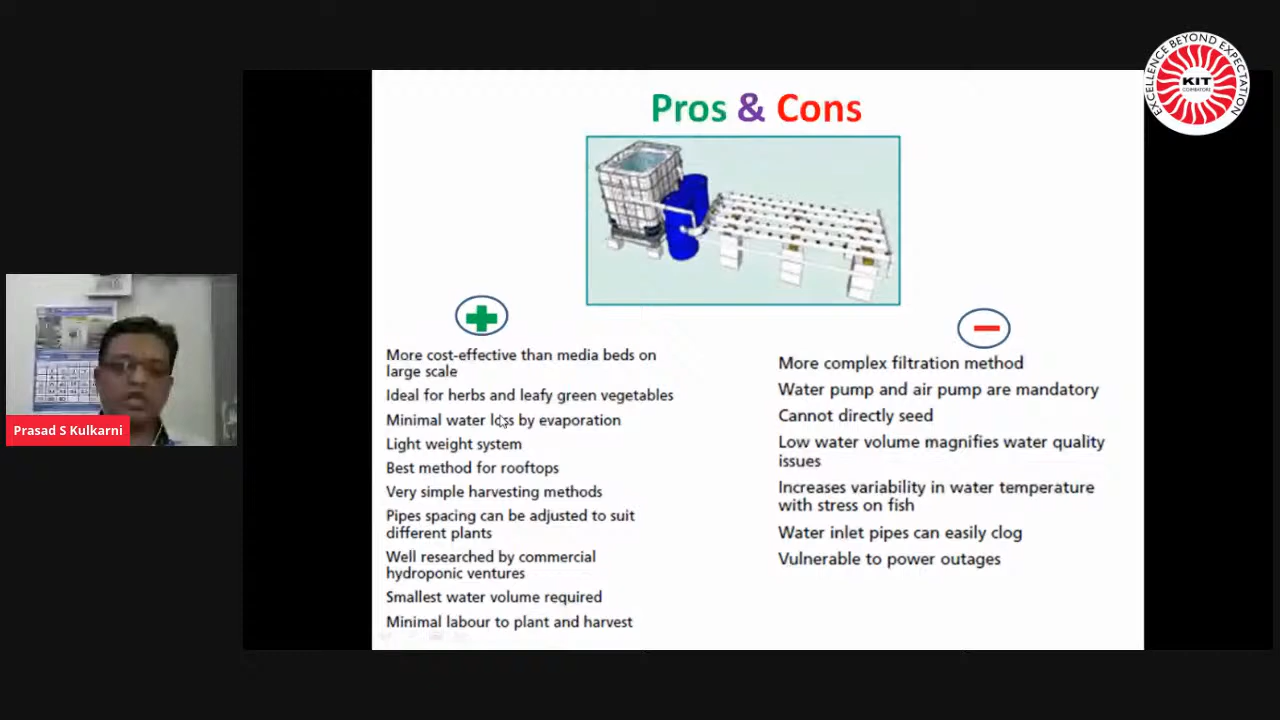 EXCELLENCE BEYOND EXPECTATION
KIT
COIMBATORE
Pros & Cons
More cost-effective than media beds on
large scale
Ideal for herbs and leafy green vegetables
Minimal water loss by evaporation
Light weight system
Best method for rooftops
Very simple harvesting methods
Pipes spacing can be adjusted to suit
different plants
Well researched by commercial
hydroponic ventures
Smallest water volume required
Minimal labour to plant and harvest
More complex filtration method
Water pump and air pump are mandatory
Cannot directly seed
Low water volume magnifies water quality
issues
Increases variability in water temperature
with stress on fish
Water inlet pipes can easily clog
Vulnerable to power outages
Prasad S Kulkarni